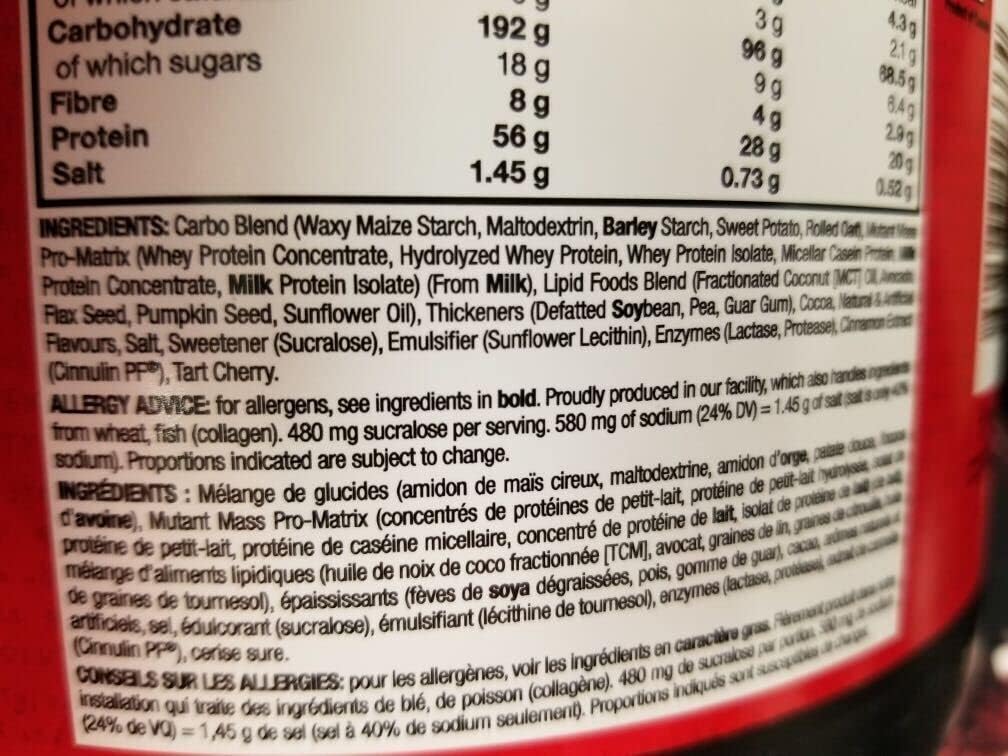 Carbohydrate 192 g 96 g 68.5 g
of which sugars 18 g 9 g 6.4 g
Fibre 8 g 4 g 2.9 g
Protein 56 g 28 g 20 g
Salt 1.45 g 0.73 g 0.52 g
INGREDIENTS: Carbo Blend (Waxy Maize Starch, Maltodextrin, Barley Starch, Sweet Potato, Rolled
Pro-Matrix (Whey Protein Concentrate, Hydrolyzed Whey Protein, Whey Protein Isolate, Micellar Casein Protein,
Protein Concentrate, Milk Protein Isolate) (From Milk), Lipid Foods Blend (Fractionated Coconut [MCT] Oil,
Flax Seed, Pumpkin Seed, Sunflower Oil), Thickeners (Defatted Soybean, Pea, Guar Gum), Cocoa, Natural &
Flavours, Salt, Sweetener (Sucralose), Emulsifier (Sunflower Lecithin), Enzymes (Lactase, Protease), Cinnamon
(Cinnulin PF®), Tart Cherry.
ALLERGY ADVICE: for allergens, see ingredients in bold. Proudly produced in our facility, which also handles ingredients
from wheat, fish (collagen). 480 mg sucralose per serving. 580 mg of sodium (24% DV) = 1.45 g of salt (salt is only 40%
sodium). Proportions indicated are subject to change.
INGRÉDIENTS : Mélange de glucides (amidon de maïs cireux, maltodextrine, amidon d'orge, patate douce,
d'avoine), Mutant Mass Pro-Matrix (concentrés de protéines de petit-lait, protéine de petit-lait hydrolysée,
protéine de petit-lait, protéine de caséine micellaire, concentré de protéine de lait, isolat de protéine de lait
mélange d'aliments lipidiques (huile de noix de coco fractionnée [TCM], avocat, graines de lin, graines de citrouille,
de graines de tournesol), épaississants (fèves de soya dégraissées, pois, gomme de guar), cacao, arômes
artificiels, sel, édulcorant (sucralose), émulsifiant (lécithine de tournesol), enzymes (lactase, protéase),
(Cinnulin PF®), cerise sure.
CONSEILS SUR LES ALLERGIES: pour les allergènes, voir les ingrédients en caractère gras. Fièrement produit dans
installation qui traite des ingrédients de blé, de poisson (collagène). 480 mg de sucralose par portion. 580 mg de
(24% de VQ) = 1,45 g de sel (sel à 40% de sodium seulement). Proportions indiqués sont susceptibles de